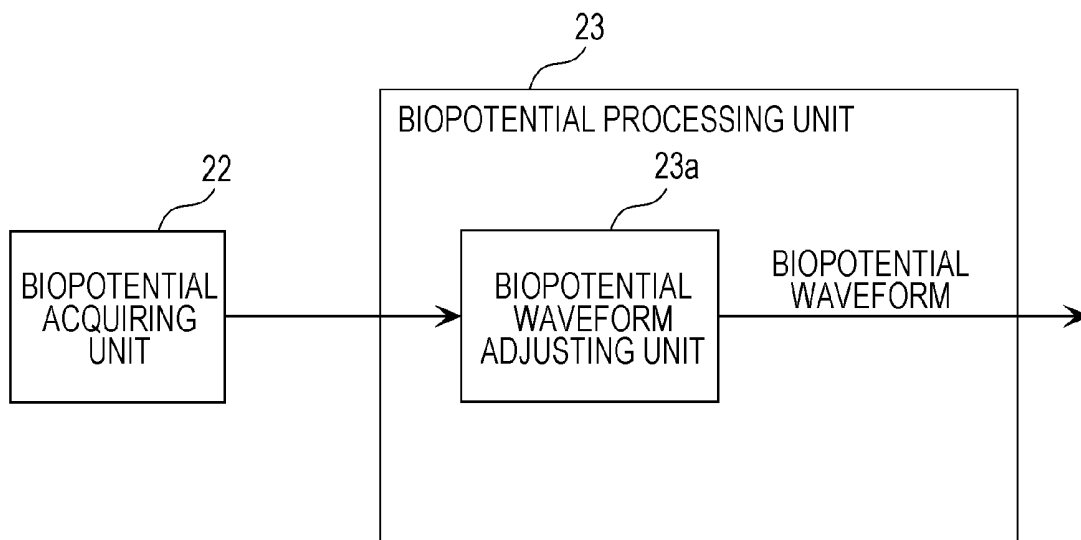 23
BIOPOTENTIAL PROCESSING UNIT
22
23a
BIOPOTENTIAL
ACQUIRING
UNIT
BIOPOTENTIAL
WAVEFORM
ADJUSTING UNIT
BIOPOTENTIAL
WAVEFORM